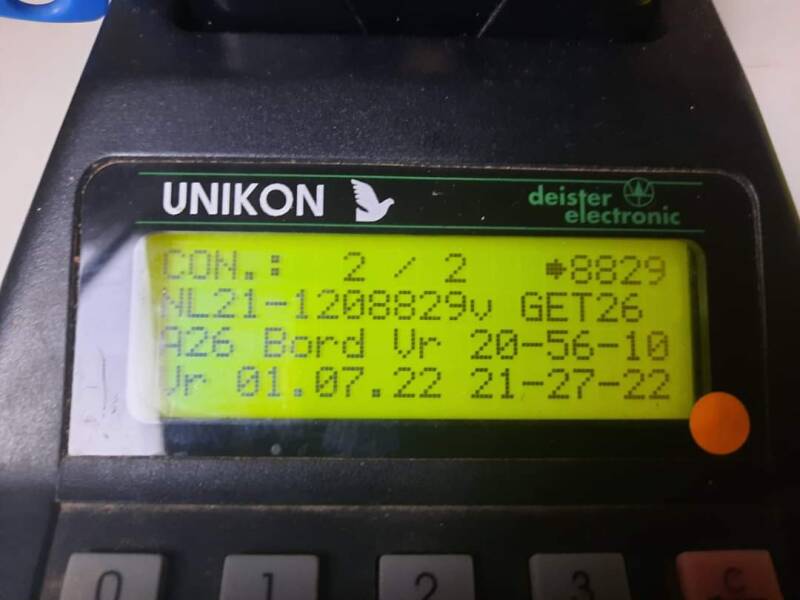 UNIKON
deister electronic
CON.: 2 / 2 →8829
NL21-1208829v GET26
A26 Bord Vr 20-56-10
Vr 01.07.22 21-27-22
0 1 2 3 C